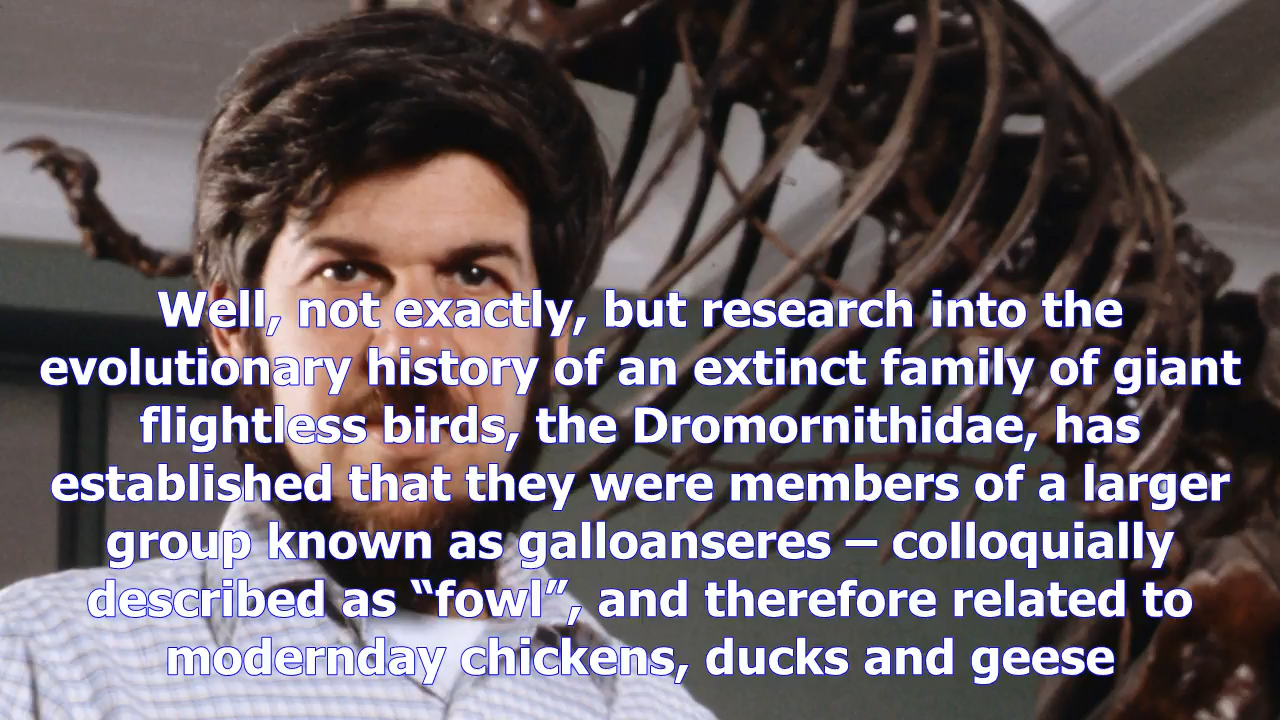 Well, not exactly, but research into the
evolutionary history of an extinct family of giant
flightless birds, the Dromornithidae, has
established that they were members of a larger
group known as galloanseres – colloquially
described as “fowl”, and therefore related to
modernday chickens, ducks and geese